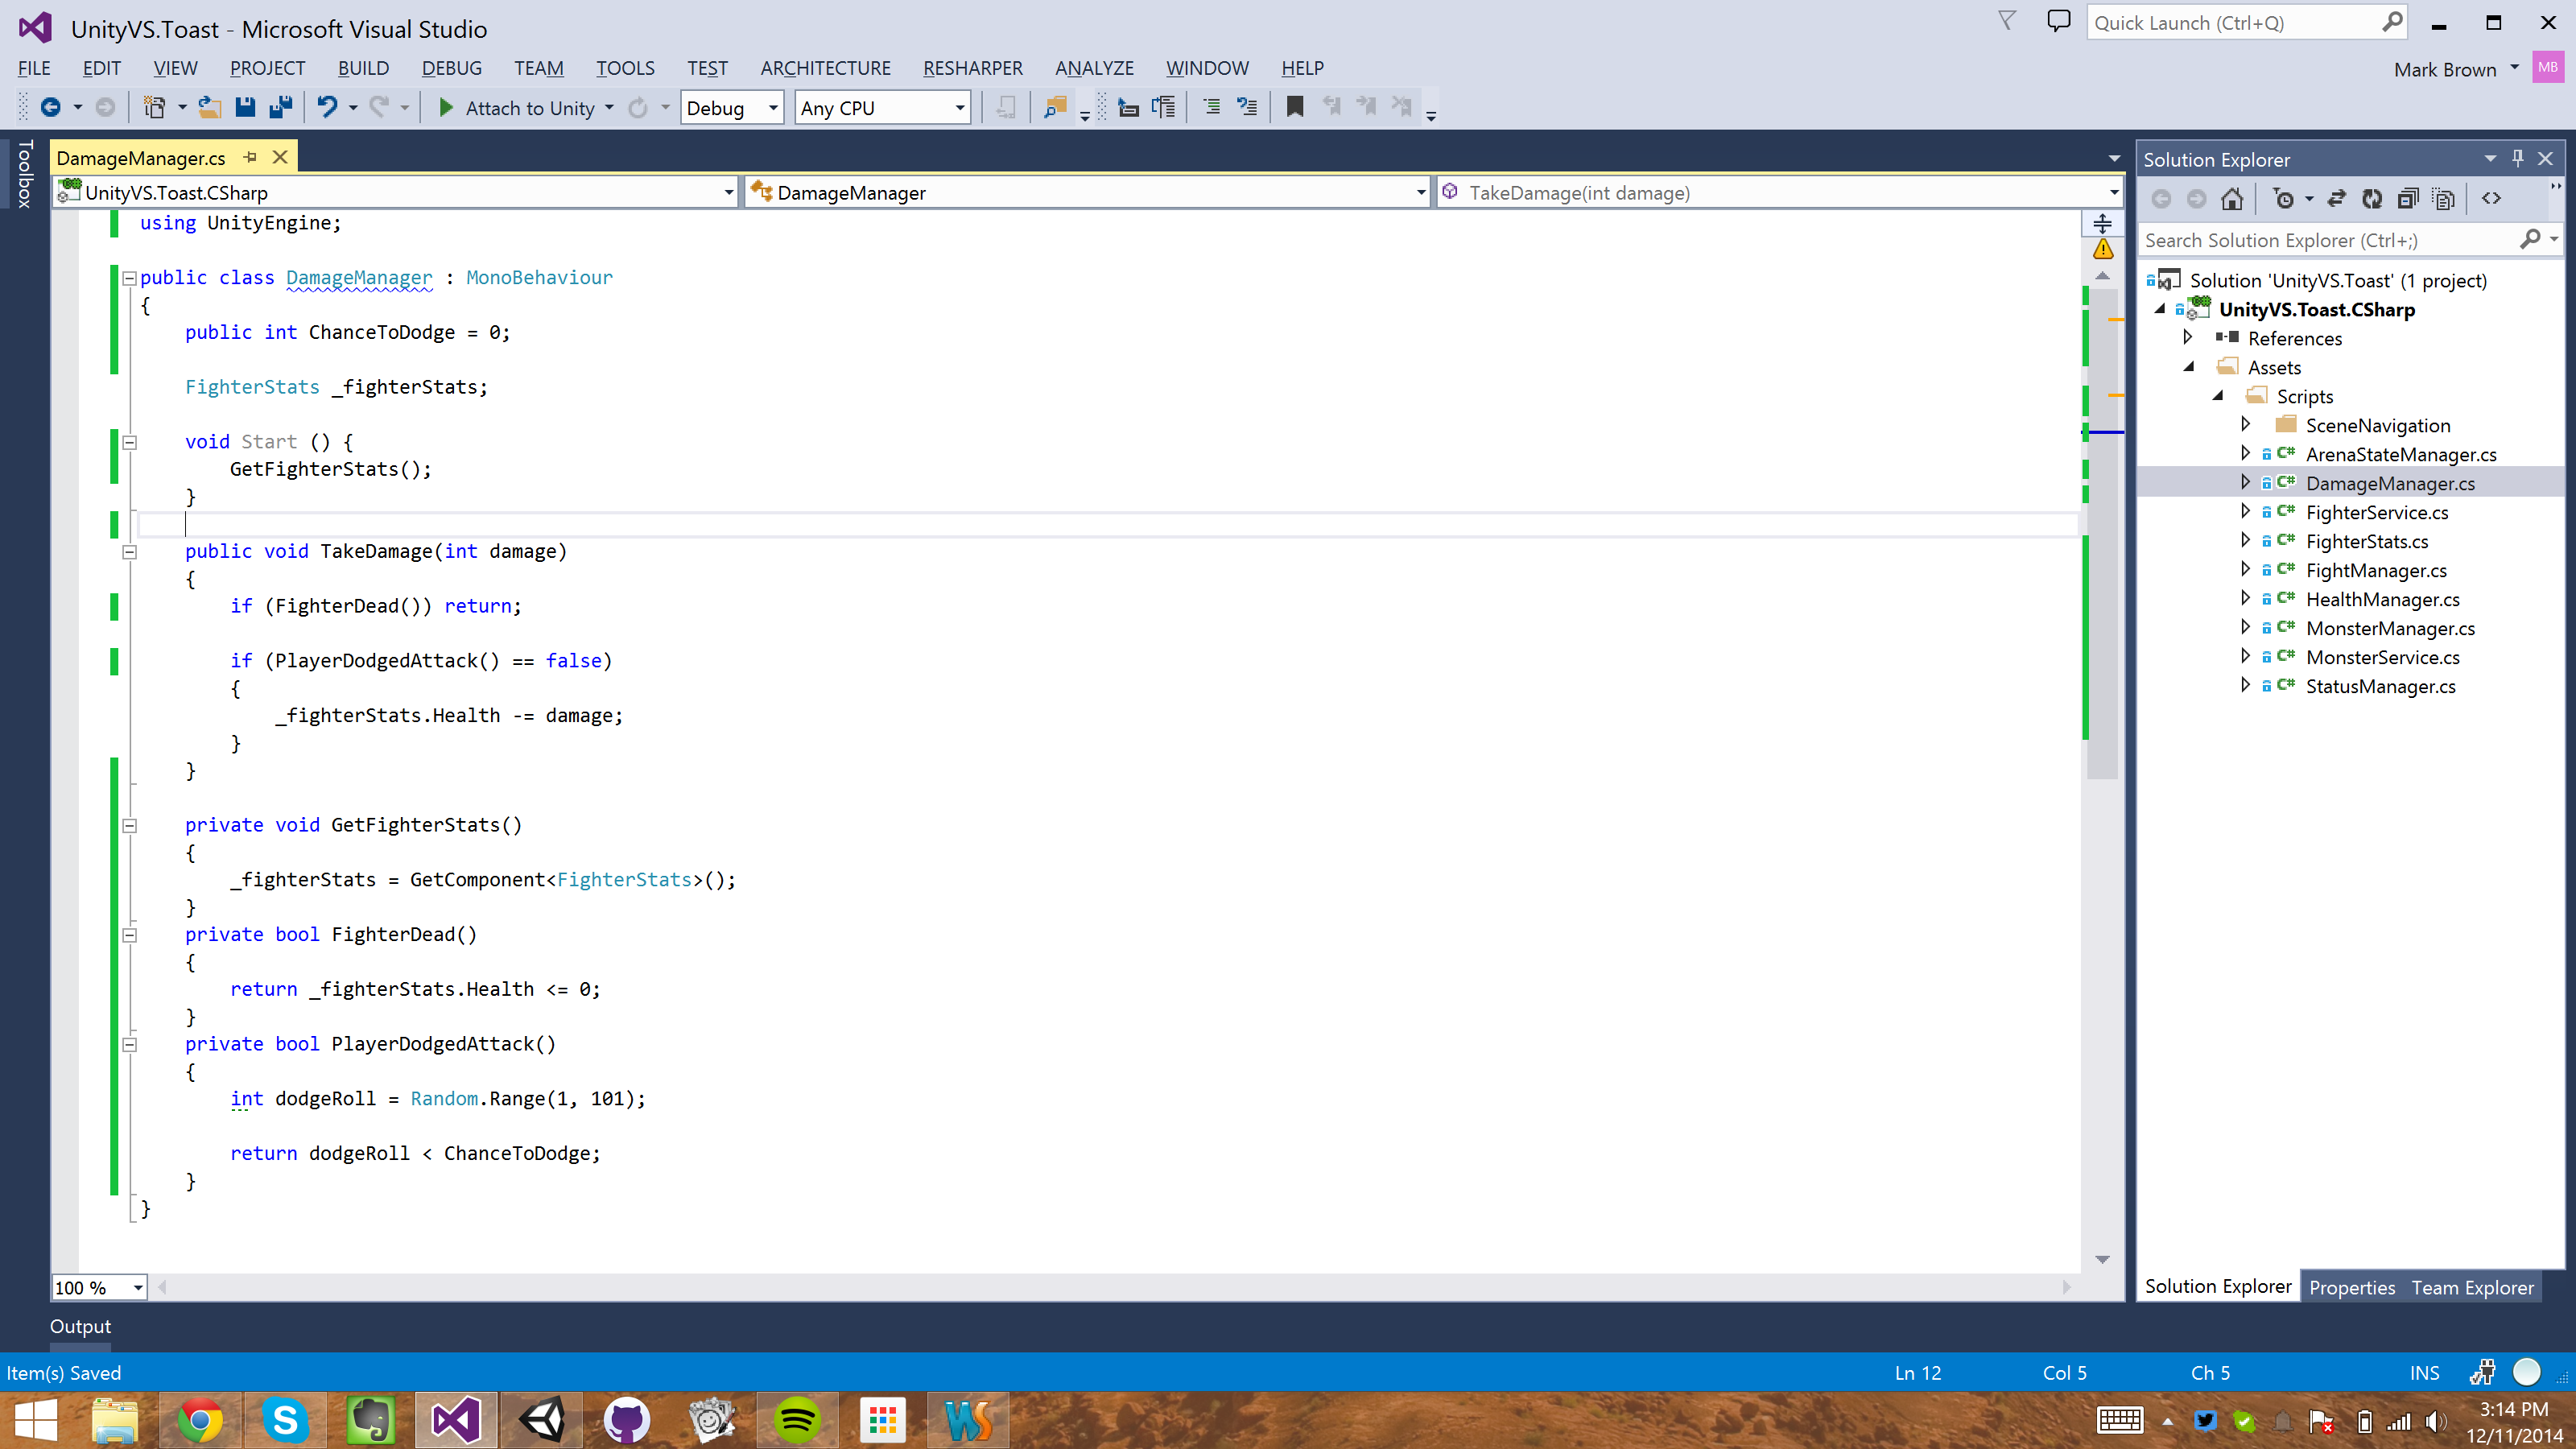 UnityVS.Toast - Microsoft Visual Studio
Quick Launch (Ctrl+Q)
FILE EDIT VIEW PROJECT BUILD DEBUG TEAM TOOLS TEST ARCHITECTURE RESHARPER ANALYZE WINDOW HELP
Mark Brown MB
Attach to Unity Debug Any CPU
Toolbox
DamageManager.cs
UnityVS.Toast.CSharp DamageManager TakeDamage(int damage)
using UnityEngine;
public class DamageManager : MonoBehaviour
{
public int ChanceToDodge = 0;
FighterStats _fighterStats;
void Start () {
GetFighterStats();
}
public void TakeDamage(int damage)
{
if (FighterDead()) return;
if (PlayerDodgedAttack() == false)
{
_fighterStats.Health -= damage;
}
}
private void GetFighterStats()
{
_fighterStats = GetComponent<FighterStats>();
}
private bool FighterDead()
{
return _fighterStats.Health <= 0;
}
private bool PlayerDodgedAttack()
{
int dodgeRoll = Random.Range(1, 101);
return dodgeRoll < ChanceToDodge;
}
}
100 %
Solution Explorer
Search Solution Explorer (Ctrl+;)
Solution 'UnityVS.Toast' (1 project)
UnityVS.Toast.CSharp
References
Assets
Scripts
SceneNavigation
C# ArenaStateManager.cs
C# DamageManager.cs
C# FighterService.cs
C# FighterStats.cs
C# FightManager.cs
C# HealthManager.cs
C# MonsterManager.cs
C# MonsterService.cs
C# StatusManager.cs
Solution Explorer Properties Team Explorer
Output
Item(s) Saved Ln 12 Col 5 Ch 5 INS
S WS
3:14 PM
12/11/2014